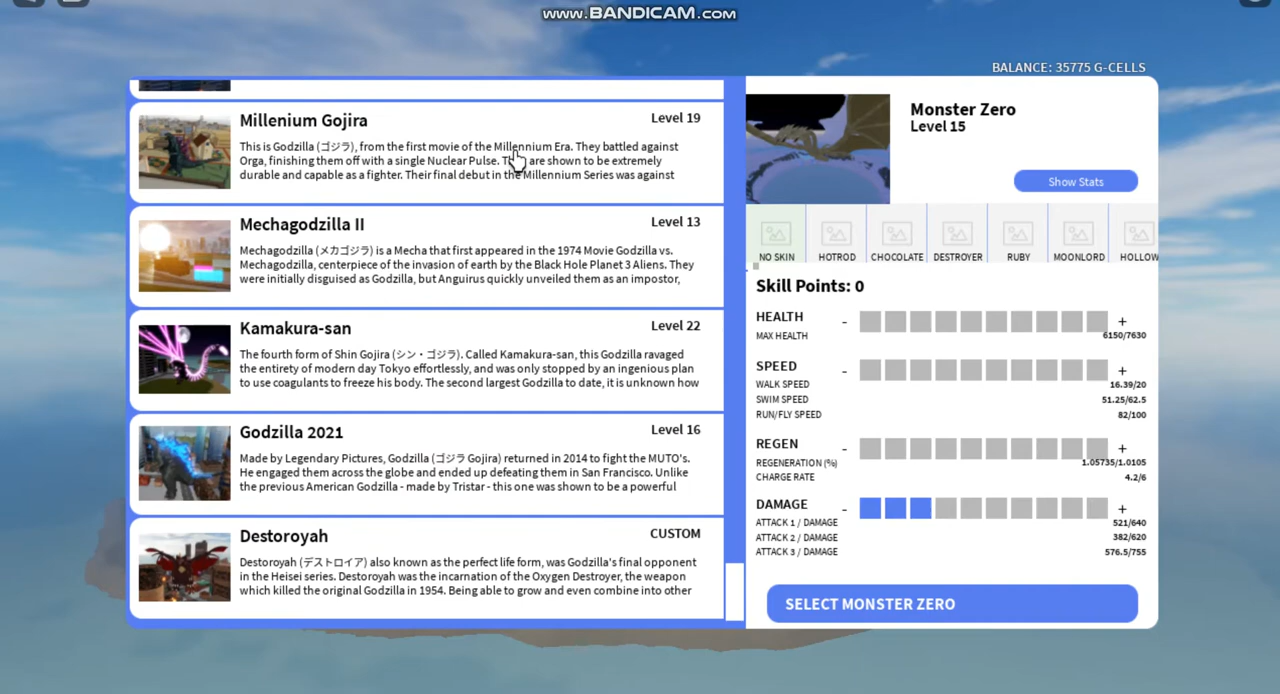 www.BANDICAM.com
BALANCE: 35775 G-CELLS
Millenium Gojira
Level 19
This is Godzilla (ゴジラ), from the first movie of the Millennium Era. They battled against
Orga, finishing them off with a single Nuclear Pulse. They are shown to be extremely
durable and capable as a fighter. Their final debut in the Millennium Series was against
Mechagodzilla II
Level 13
Mechagodzilla (メカゴジラ) is a Mecha that first appeared in the 1974 Movie Godzilla vs.
Mechagodzilla, centerpiece of the invasion of earth by the Black Hole Planet 3 Aliens. They
were initially disguised as Godzilla, but Anguirus quickly unveiled them as an impostor,
Kamakura-san
Level 22
The fourth form of Shin Gojira (シン・ゴジラ). Called Kamakura-san, this Godzilla ravaged
the entirety of modern day Tokyo effortlessly, and was only stopped by an ingenious plan
to use coagulants to freeze his body. The second largest Godzilla to date, it is unknown how
Godzilla 2021
Level 16
Made by Legendary Pictures, Godzilla (ゴジラ Gojira) returned in 2014 to fight the MUTO's.
He engaged them across the globe and ended up defeating them in San Francisco. Unlike
the previous American Godzilla - made by Tristar - this one was shown to be a powerful
Destoroyah
CUSTOM
Destoroyah (デストロイア) also known as the perfect life form, was Godzilla's final opponent
in the Heisei series. Destoroyah was the incarnation of the Oxygen Destroyer, the weapon
which killed the original Godzilla in 1954. Being able to grow and even combine into other
Monster Zero
Level 15
Show Stats
NO SKIN HOTROD CHOCOLATE DESTROYER RUBY MOONLORD HOLLOW
Skill Points: 0
HEALTH - +
MAX HEALTH 6150/7630
SPEED - +
WALK SPEED 16.39/20
SWIM SPEED 51.25/62.5
RUN/FLY SPEED 82/100
REGEN - +
REGENERATION (%) 1.05735/1.0105
CHARGE RATE 4.2/6
DAMAGE - +
ATTACK 1 / DAMAGE 521/640
ATTACK 2 / DAMAGE 382/620
ATTACK 3 / DAMAGE 576.5/755
SELECT MONSTER ZERO